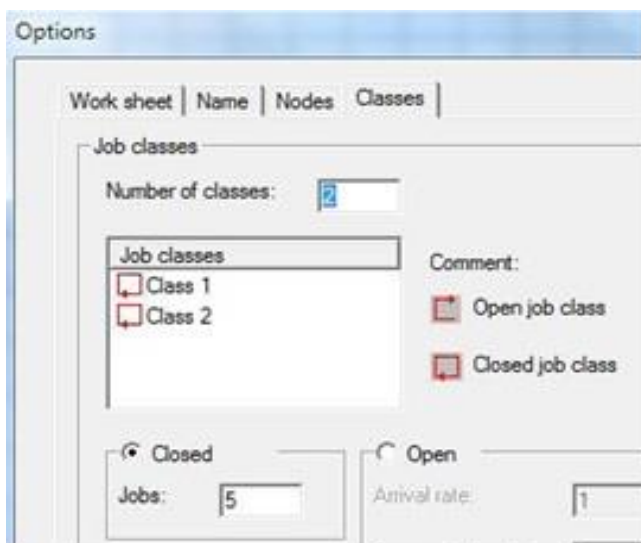 Options
Work sheet Name Nodes Classes
Job classes
Number of classes: 2
Job classes
Class 1
Class 2
Comment:
Open job class
Closed job class
Closed
Jobs: 5
Open
Arrival rate: 1